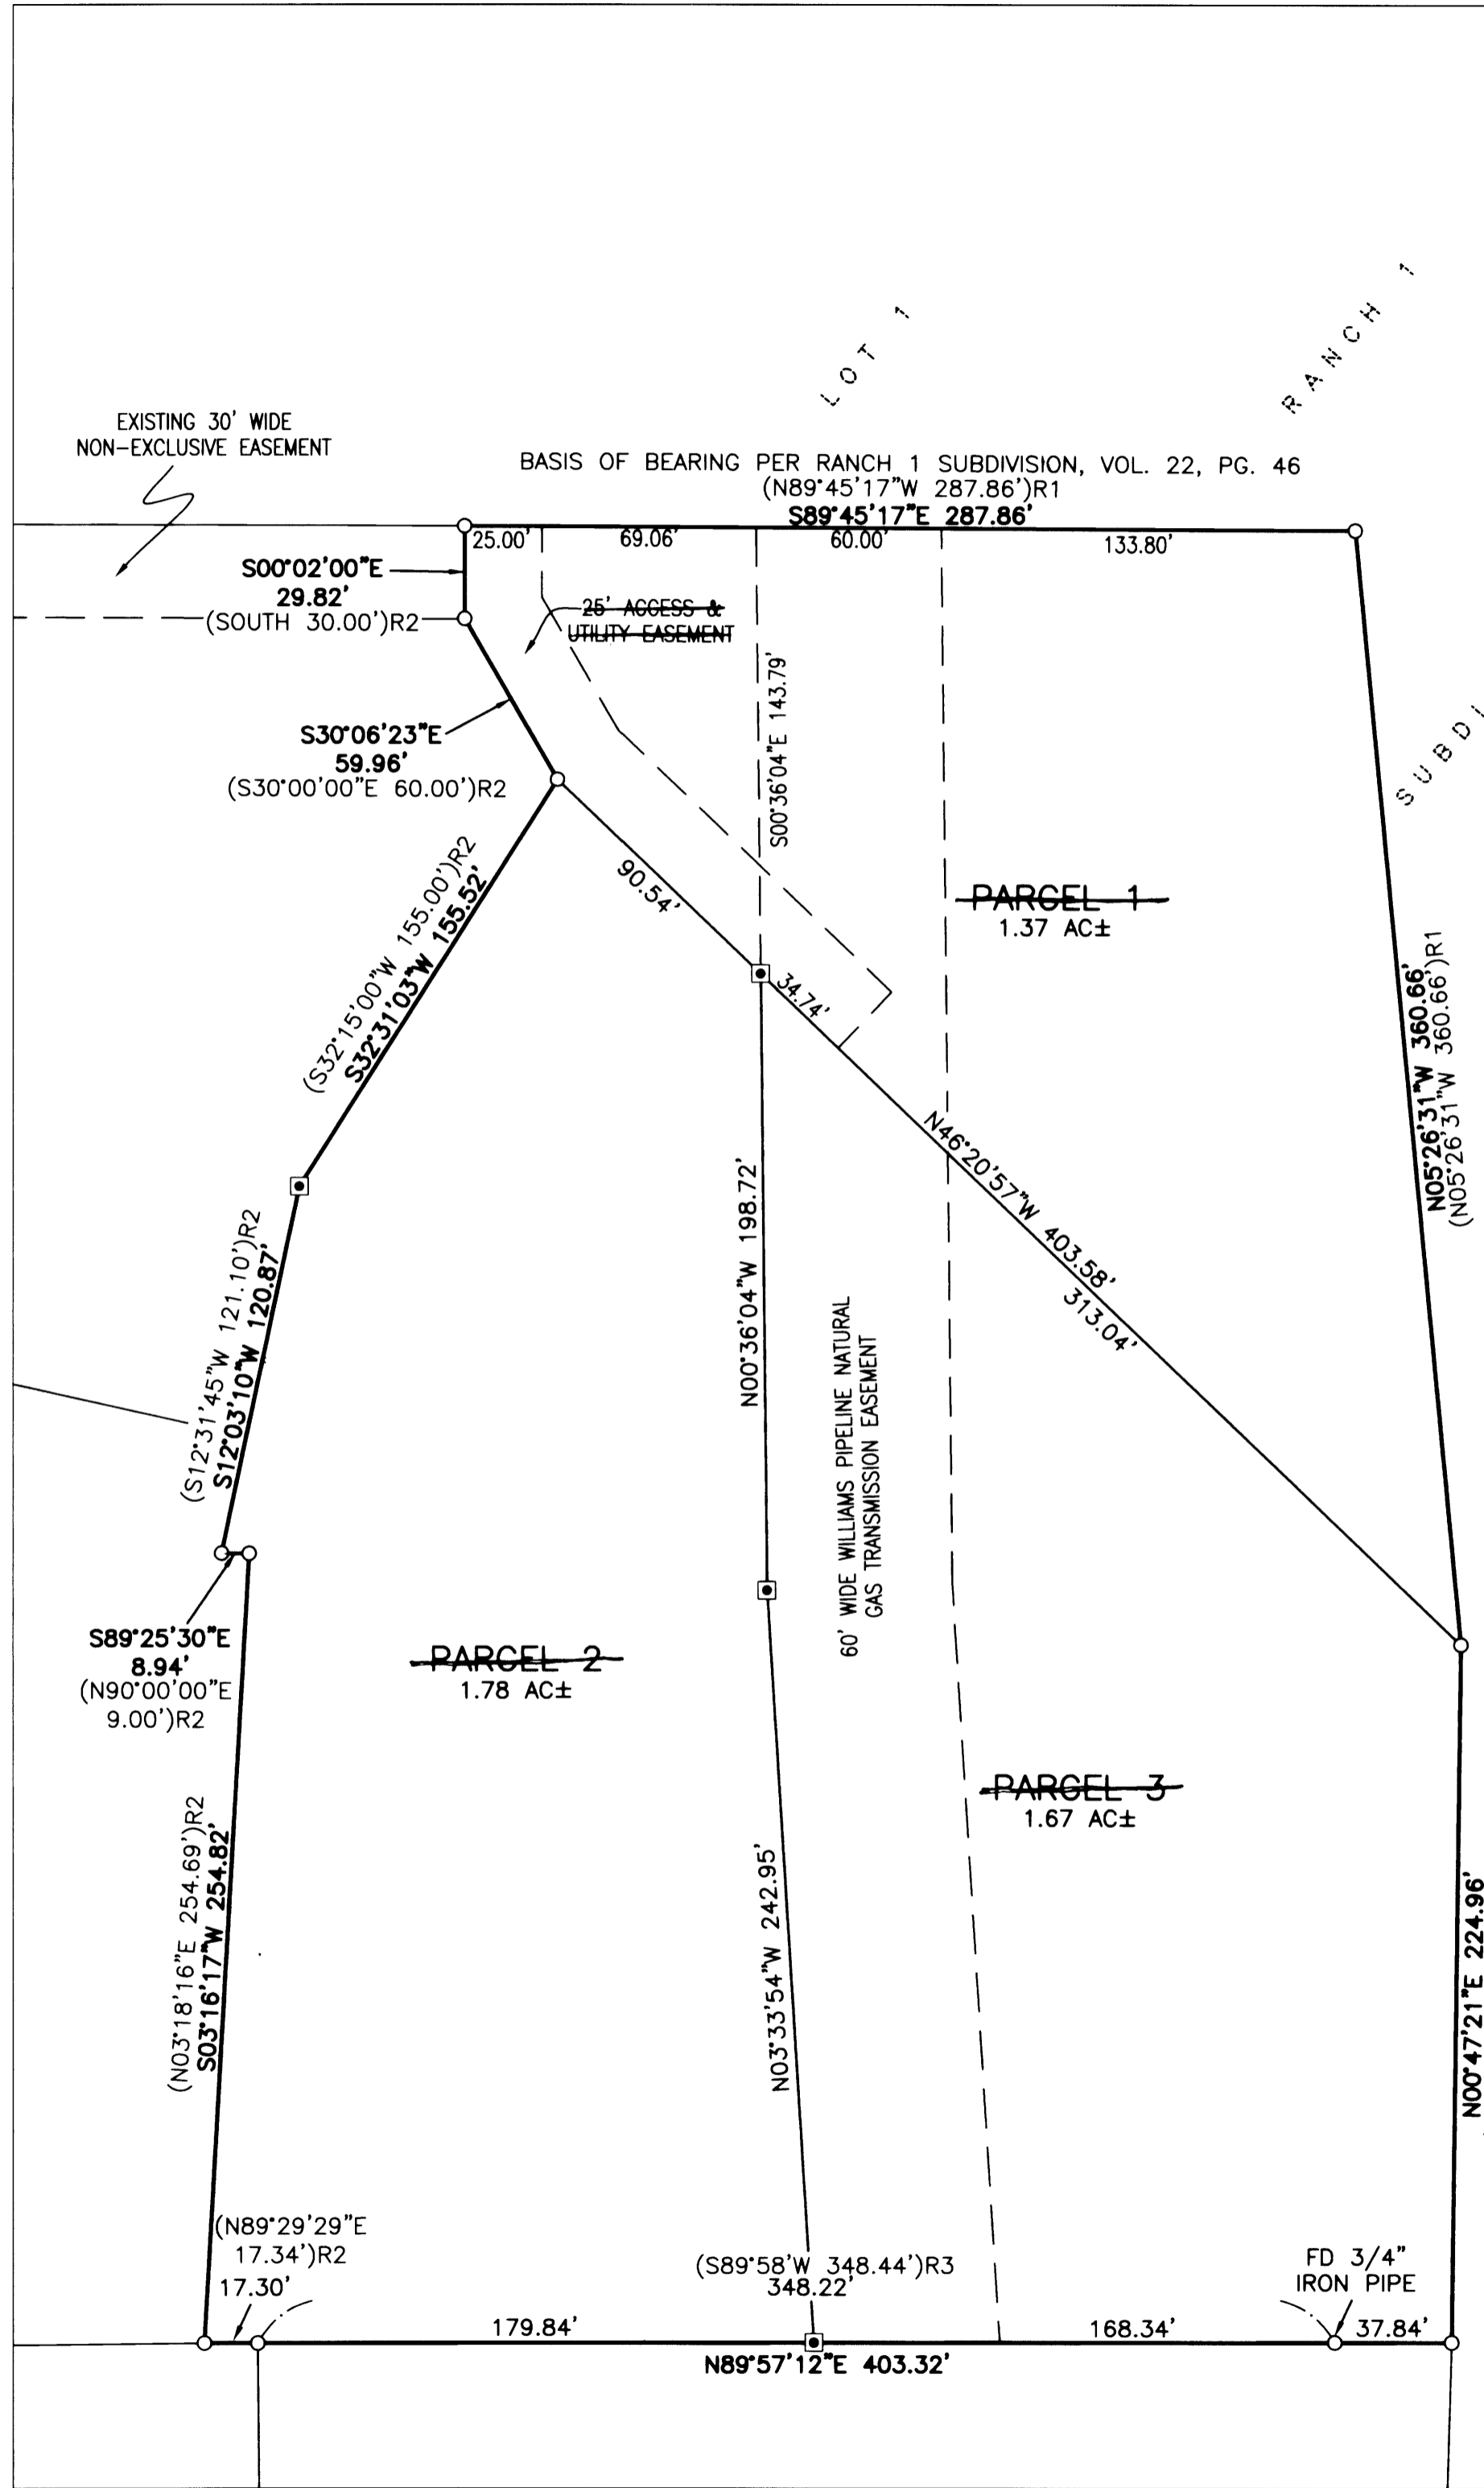 LOT 1
RANCH 1
EXISTING 30' WIDE
NON-EXCLUSIVE EASEMENT
BASIS OF BEARING PER RANCH 1 SUBDIVISION, VOL. 22, PG. 46
(N89°45'17"W 287.86')R1
S89°45'17"E 287.86'
25.00'
69.06'
60.00'
133.80'
S00°02'00"E
29.82'
(SOUTH 30.00')R2
25' ACCESS &
UTILITY EASEMENT
S00°36'04"E 143.79'
SUBDI
S30°06'23"E
59.96'
(S30°00'00"E 60.00')R2
(S32°15'00"W 155.00')R2
S32°31'03"W 155.52'
90.54'
34.74'
PARCEL 1
1.37 AC±
N05°26'31"W 360.66'
(N05°26'31"W 360.66')R1
N46°20'57"W 403.58'
313.04'
N00°36'04"W 198.72'
(S12°31'45"W 121.10')R2
S12°03'10"W 120.87'
60' WIDE WILLIAMS PIPELINE NATURAL
GAS TRANSMISSION EASEMENT
S89°25'30"E
8.94'
(N90°00'00"E
9.00')R2
PARCEL 2
1.78 AC±
PARCEL 3
1.67 AC±
(N03°18'16"E 254.69')R2
S03°16'17"W 254.82'
N03°33'54"W 242.95'
N00°47'21"E 224.96'
(N89°29'29"E
17.34')R2
17.30'
(S89°58'W 348.44')R3
348.22'
FD 3/4"
IRON PIPE
179.84'
168.34'
37.84'
N89°57'12"E 403.32'